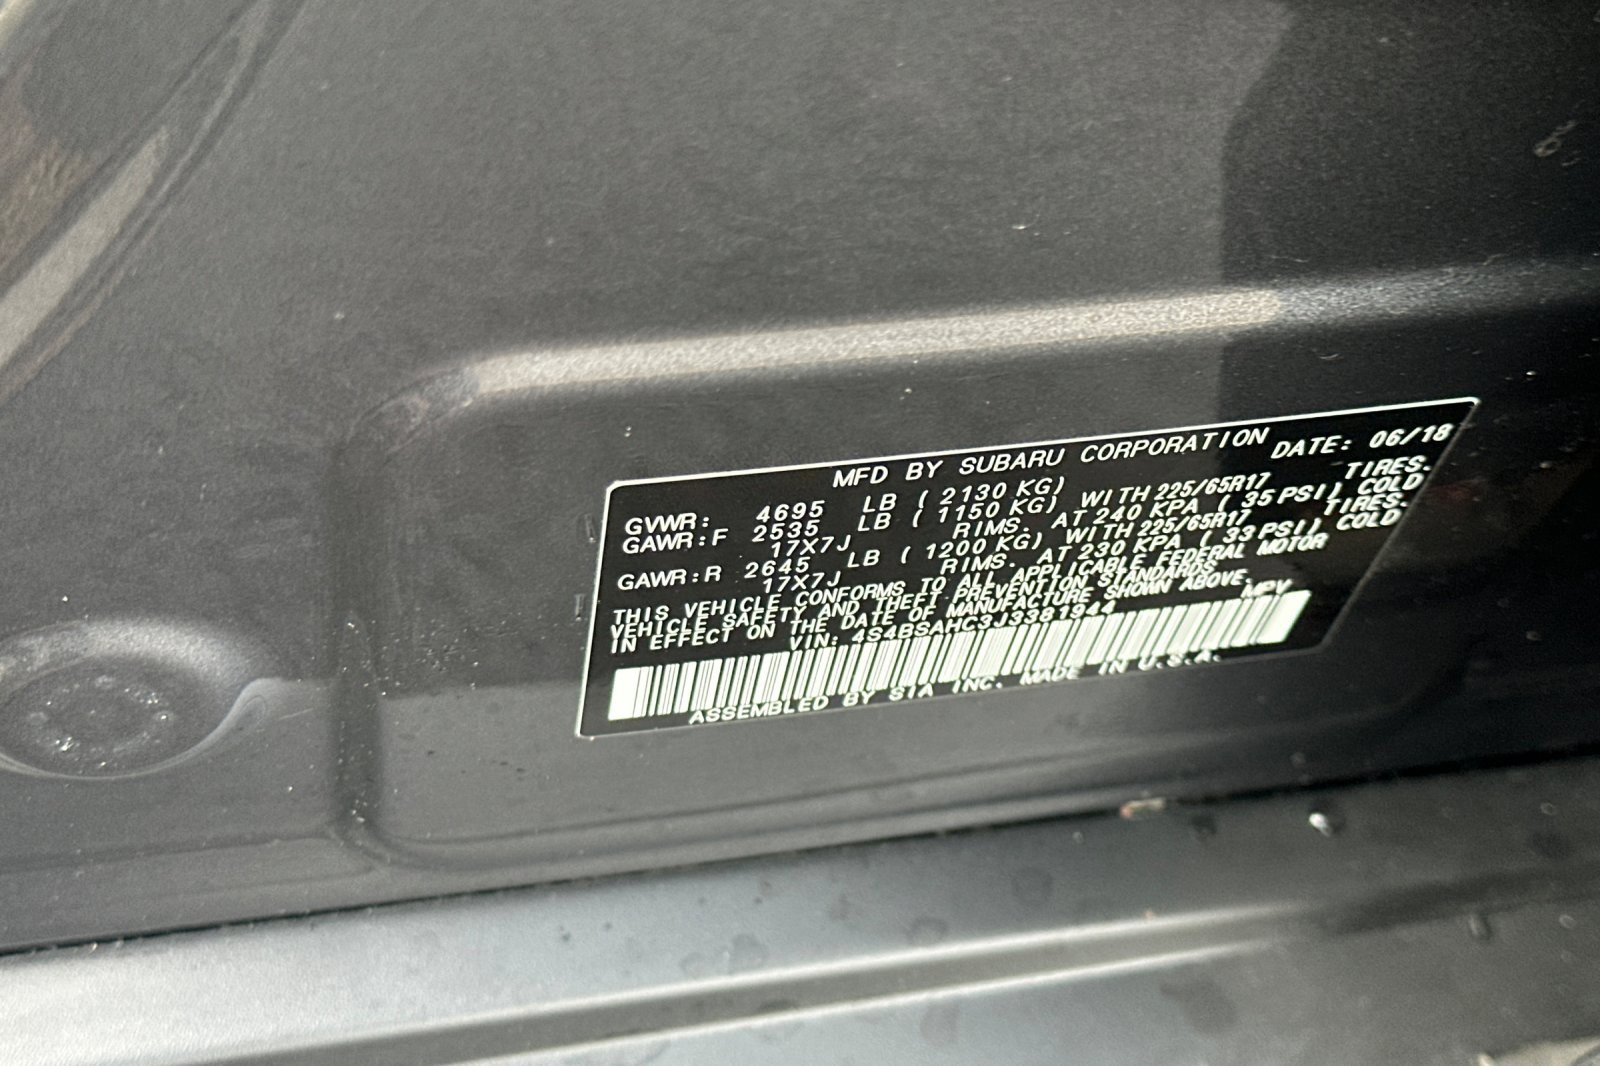 MFD BY SUBARU CORPORATION DATE: 06/18
GVWR: 4695 LB ( 2130 KG)
GAWR:F 2535 LB ( 1150 KG) WITH 225/65R17 TIRES.
17X7J RIMS. AT 240 KPA ( 35 PSI) COLD
GAWR:R 2645 LB ( 1200 KG) WITH 225/65R17 TIRES.
17X7J RIMS. AT 230 KPA ( 33 PSI) COLD
THIS VEHICLE CONFORMS TO ALL APPLICABLE FEDERAL MOTOR
VEHICLE SAFETY AND THEFT PREVENTION STANDARDS
IN EFFECT ON THE DATE OF MANUFACTURE SHOWN ABOVE.
VIN: 4S4BSAHC3J3381944 MPV
ASSEMBLED BY SIA INC. MADE IN U.S.A.